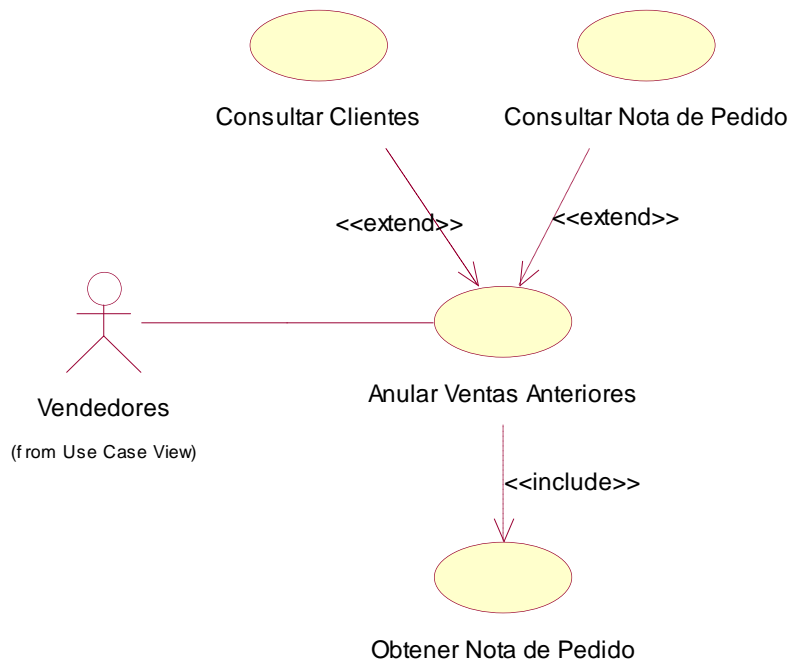 Consultar Clientes
Consultar Nota de Pedido
<<extend>>
<<extend>>
Vendedores
(from Use Case View)
Anular Ventas Anteriores
<<include>>
Obtener Nota de Pedido